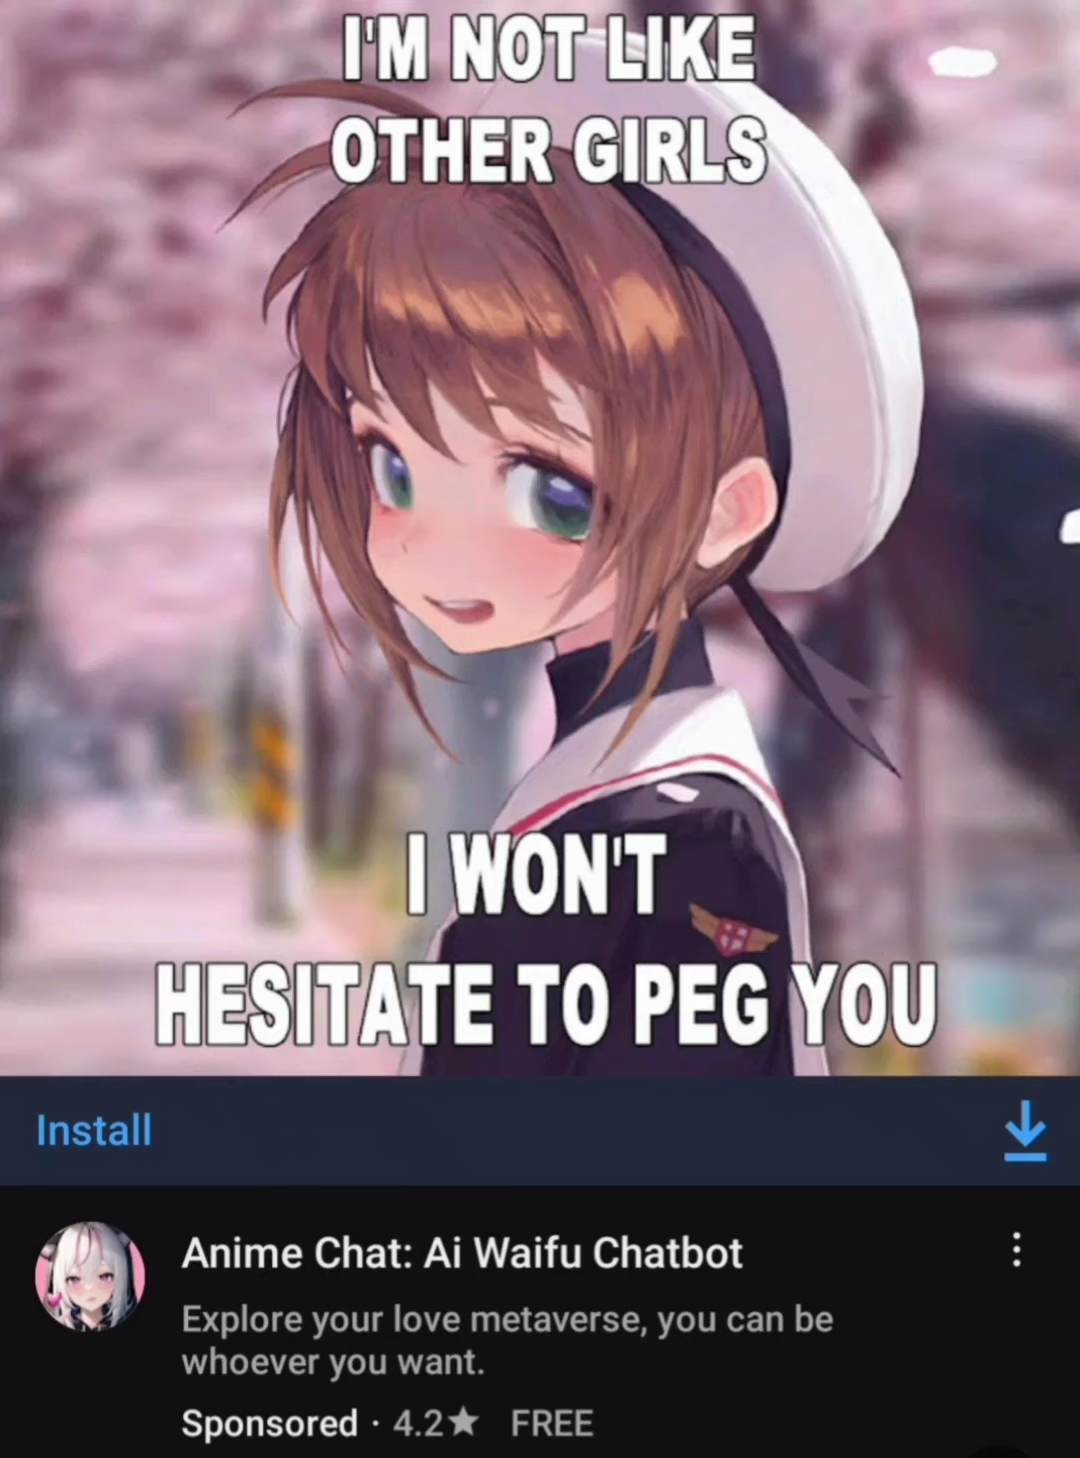 I'M NOT LIKE
OTHER GIRLS
I WON'T
HESITATE TO PEG YOU
Install
Anime Chat: Ai Waifu Chatbot
Explore your love metaverse, you can be
whoever you want.
Sponsored · 4.2★ FREE